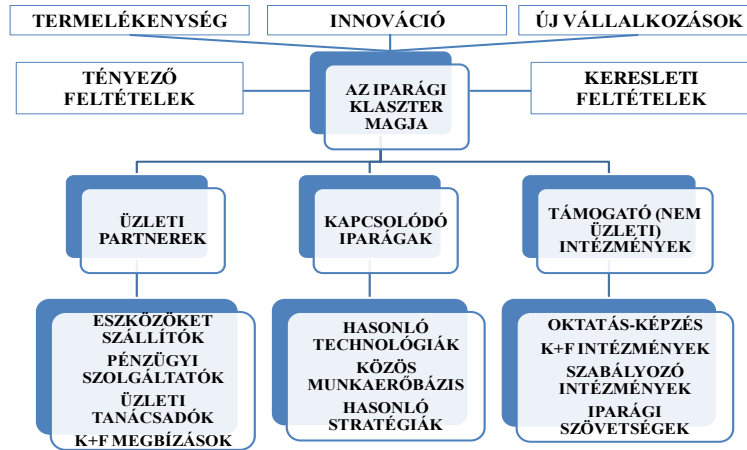 TERMELÉKENYSÉG
INNOVÁCIÓ
ÚJ VÁLLALKOZÁSOK
TÉNYEZŐ
FELTÉTELEK
AZ IPARÁGI
KLASZTER
MAGJA
KERESLETI
FELTÉTELEK
ÜZLETI
PARTNEREK
KAPCSOLÓDÓ
IPARÁGAK
TÁMOGATÓ (NEM
ÜZLETI)
INTÉZMÉNYEK
ESZKÖZÖKET
SZÁLLÍTÓK
PÉNZÜGYI
SZOLGÁLTATÓK
ÜZLETI
TANÁCSADÓK
K+F MEGBÍZÁSOK
HASONLÓ
TECHNOLÓGIÁK
KÖZÖS
MUNKAERŐBÁZIS
HASONLÓ
STRATÉGIÁK
OKTATÁS-KÉPZÉS
K+F INTÉZMÉNYEK
SZABÁLYOZÓ
INTÉZMÉNYEK
IPARÁGI
SZÖVETSÉGEK